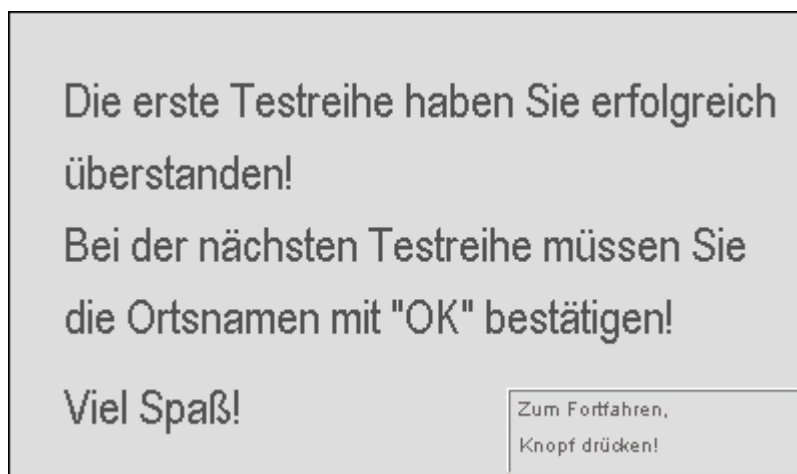 Die erste Testreihe haben Sie erfolgreich
überstanden!
Bei der nächsten Testreihe müssen Sie
die Ortsnamen mit "OK" bestätigen!
Viel Spaß!
Zum Fortfahren,
Knopf drücken!